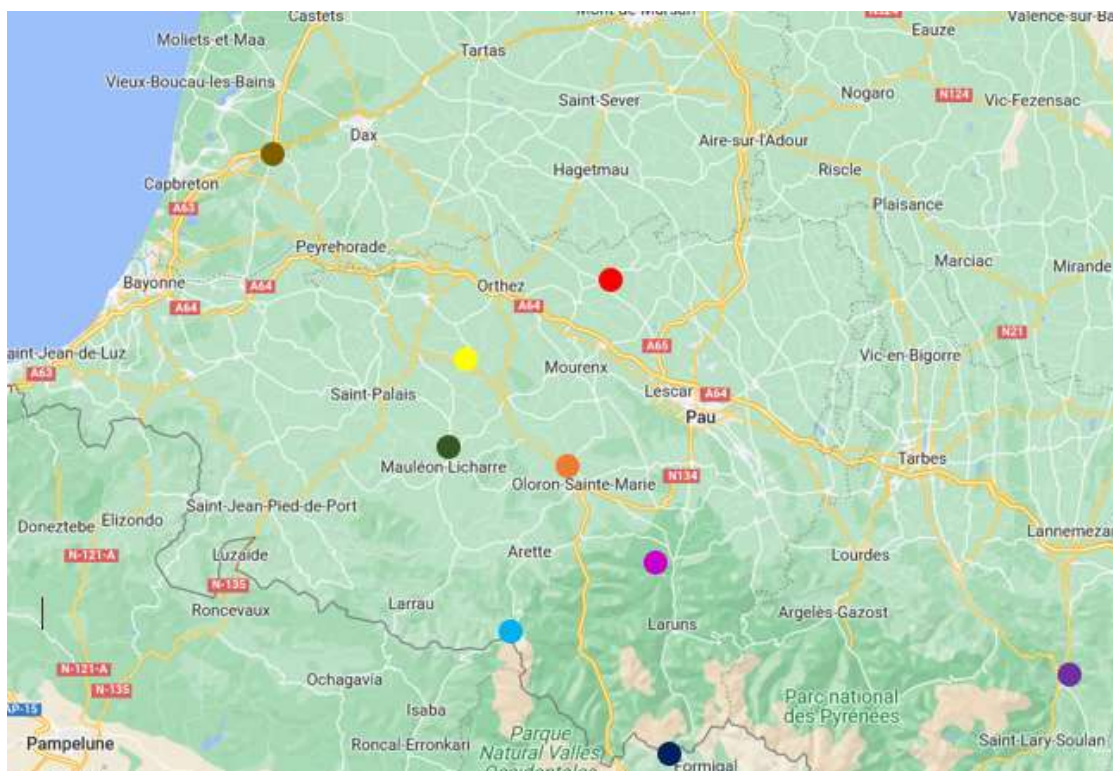 Castets
Mont de Marsan
N524
Valence-sur-Ba
Moliets-et-Maa
Eauze
Tartas
Vieux-Boucau-les-Bains
Saint-Sever
Nogaro
N124
Vic-Fezensac
Dax
Aire-sur-l'Adour
Hagetmau
Riscle
Capbreton
Plaisance
A63
Peyrehorade
Marciac
Mirande
Bayonne
A64
Orthez
A64
A64
N21
aint-Jean-de-Luz
A65
Vic-en-Bigorre
A63
Mourenx
Saint-Palais
Lescar
A64
Pau
Mauléon-Licharre
Tarbes
Oloron-Sainte-Marie
N134
Saint-Jean-Pied-de-Port
Doneztebe
Elizondo
Lannemezan
N-121-A
Luzaide
Arette
Lourdes
N-135
Roncevaux
Larrau
Argelès-Gazost
Laruns
N-121-A
Ochagavía
N-135
Parc national
des Pyrénées
AP-15
Isaba
Pampelune
Roncal-Erronkari
Parque
Natural Valles
Occidentales
Saint-Lary-Soulan
Formigal